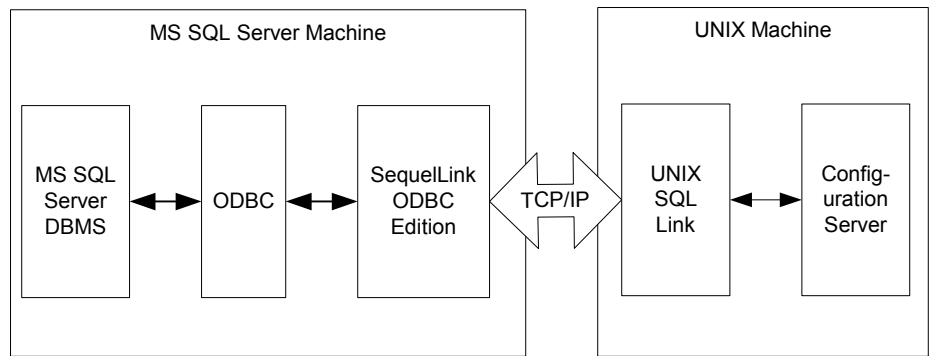 MS SQL Server Machine
UNIX Machine
MS SQL
Server
DBMS
ODBC
SequelLink
ODBC
Edition
TCP/IP
UNIX
SQL
Link
Config-
uration
Server